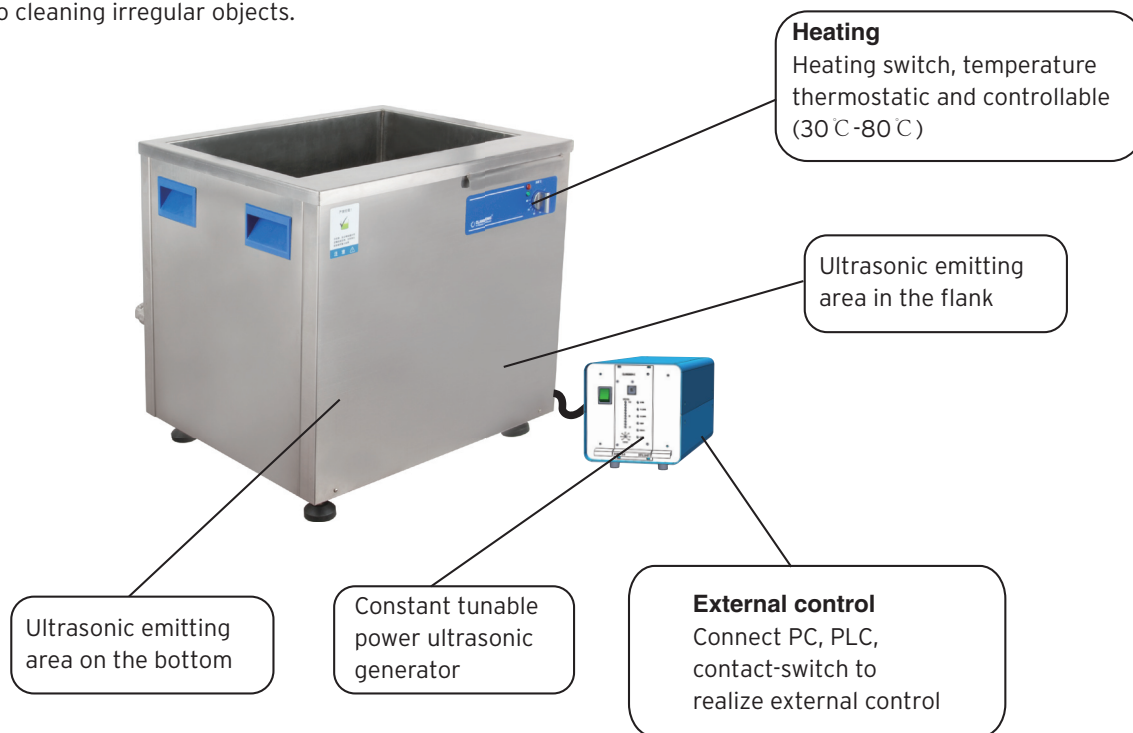 o cleaning irregular objects.
Heating
Heating switch, temperature
thermostatic and controllable
(30℃-80℃)
Ultrasonic emitting
area in the flank
Ultrasonic emitting
area on the bottom
Constant tunable
power ultrasonic
generator
External control
Connect PC, PLC,
contact-switch to
realize external control